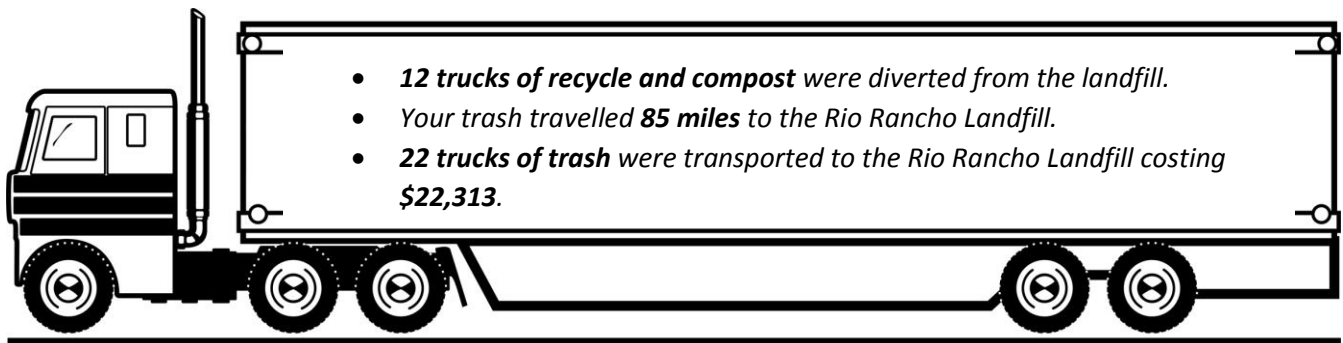 • 12 trucks of recycle and compost were diverted from the landfill.
• Your trash travelled 85 miles to the Rio Rancho Landfill.
• 22 trucks of trash were transported to the Rio Rancho Landfill costing
$22,313.